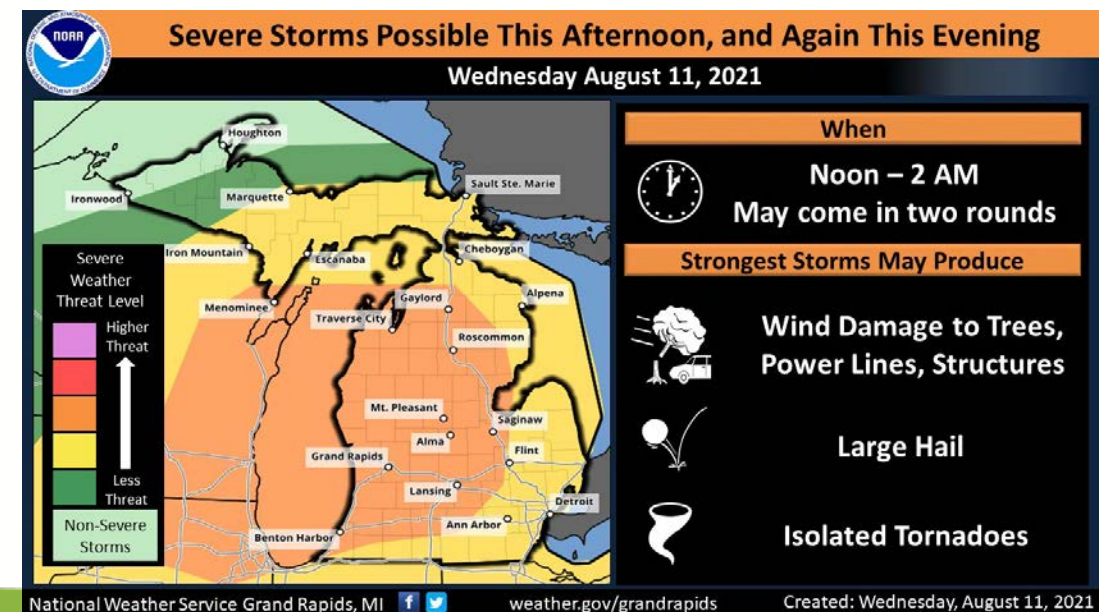 NOAA
Severe Storms Possible This Afternoon, and Again This Evening
Wednesday August 11, 2021
Houghton
Ironwood
Marquette
Sault Ste. Marie
Iron Mountain
Escanaba
Cheboygan
Menominee
Gaylord
Alpena
Traverse City
Roscommon
Mt. Pleasant
Saginaw
Alma
Grand Rapids
Flint
Lansing
Detroit
Ann Arbor
Benton Harbor
Severe
Weather
Threat Level
Higher
Threat
Less
Threat
Non-Severe
Storms
When
Noon – 2 AM
May come in two rounds
Strongest Storms May Produce
Wind Damage to Trees,
Power Lines, Structures
Large Hail
Isolated Tornadoes
National Weather Service Grand Rapids, MI
weather.gov/grandrapids
Created: Wednesday, August 11, 2021